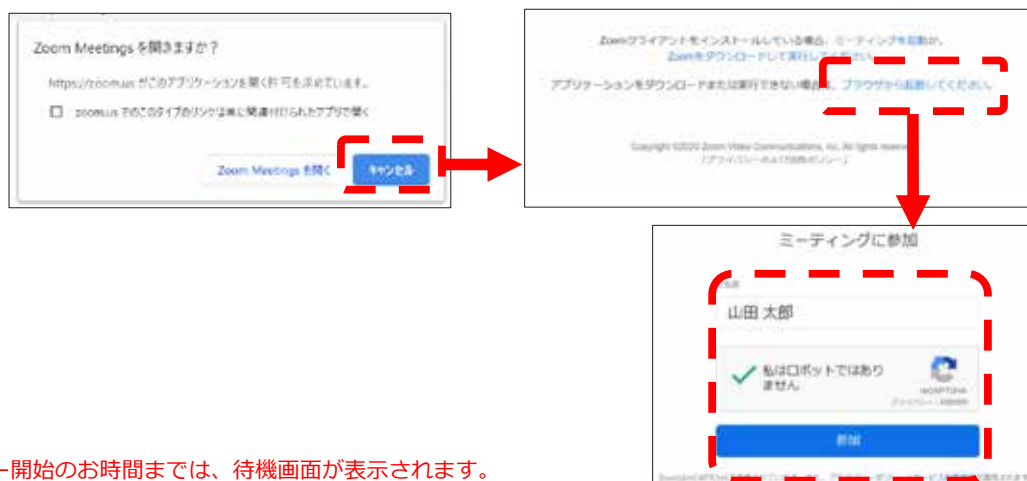 Zoom Meetings を開きますか？
https://zoom.us がこのアプリケーションを開く許可を求めています。
zoom.us でのこのタイプのリンクは常に関連付けられたアプリで開く
Zoom Meetings を開く
キャンセル
Zoomクライアントをインストールしている場合、ミーティングを起動か、
Zoomをダウンロードして実行してください。
アプリケーションをダウンロードまたは実行できない場合は、ブラウザから起動してください。
Copyright ©2020 Zoom Video Communications, Inc. All rights reserved.
ミーティングに参加
山田 太郎
私はロボットではあり
ません
reCAPTCHA
参加
ー開始のお時間までは、待機画面が表示されます。